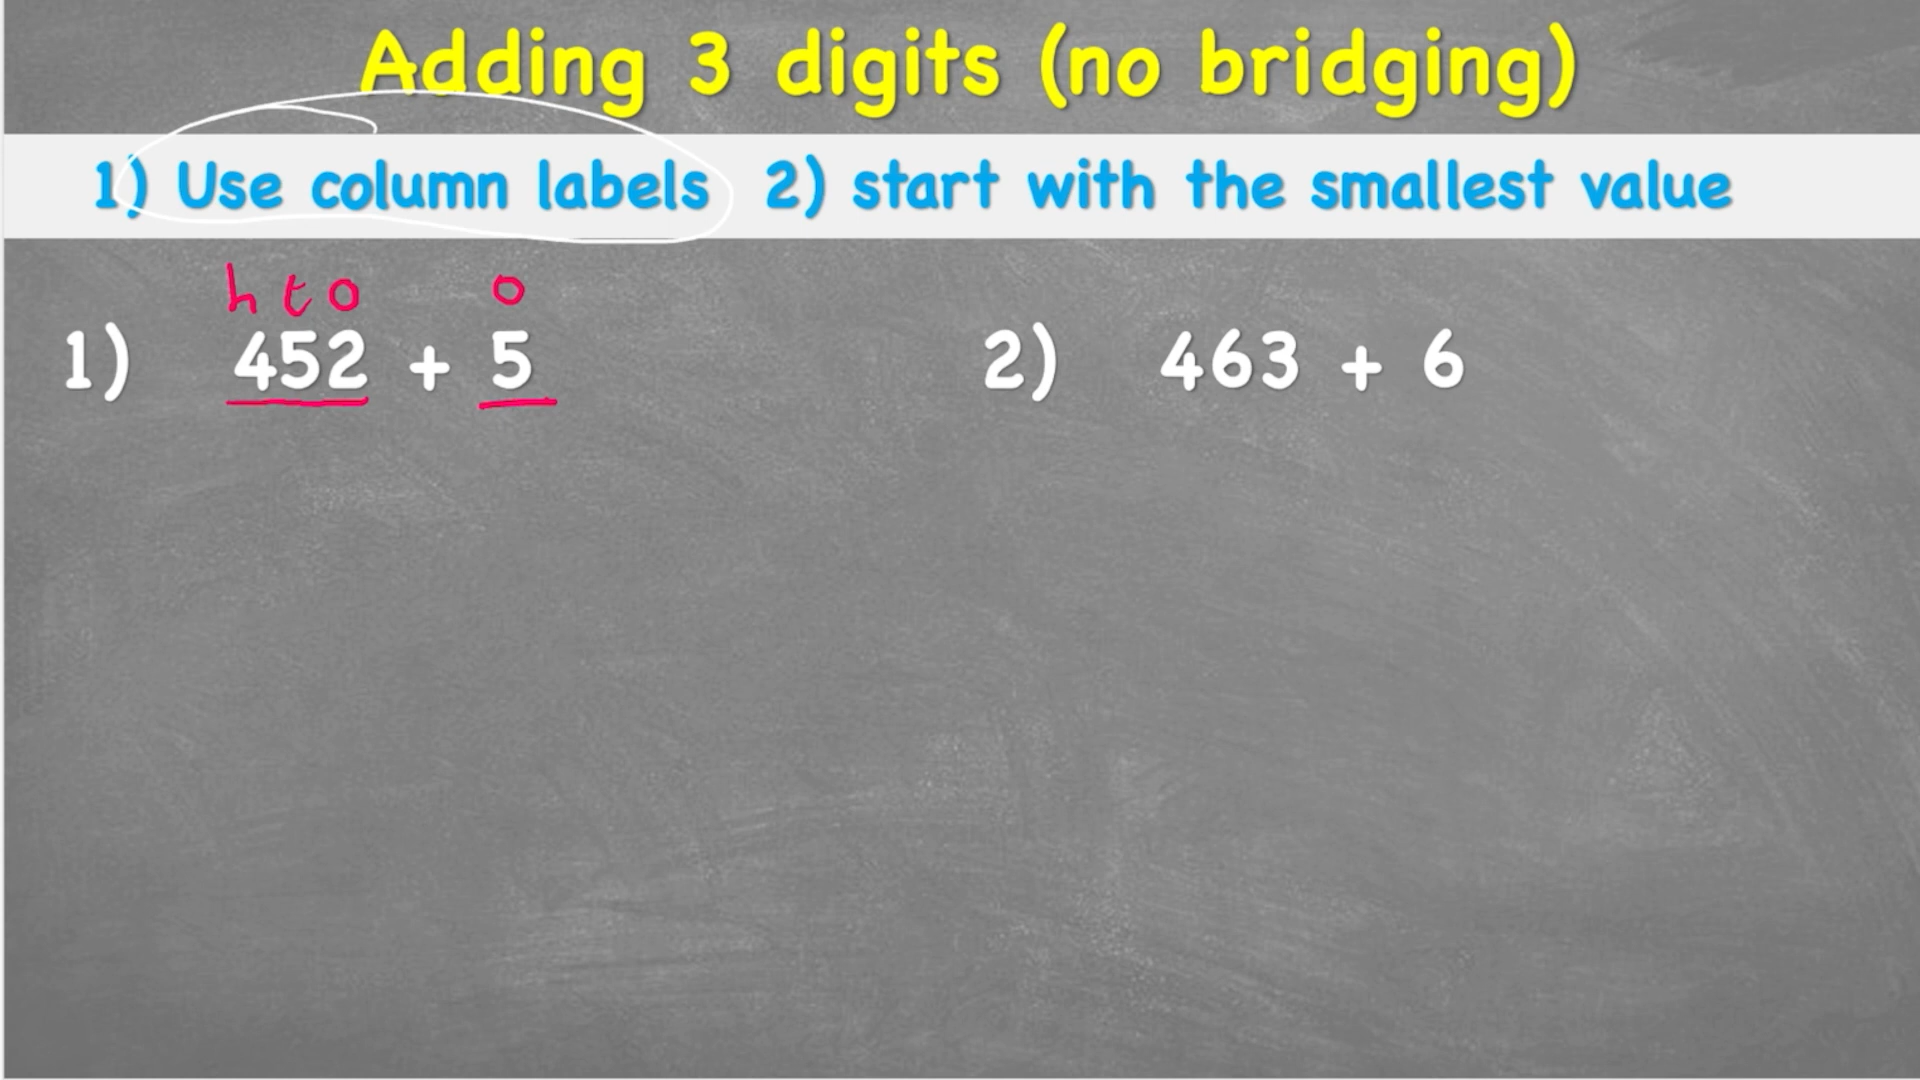 Adding 3 digits (no bridging)
1) Use column labels 2) start with the smallest value
h t o o
1) 452 + 5
2) 463 + 6